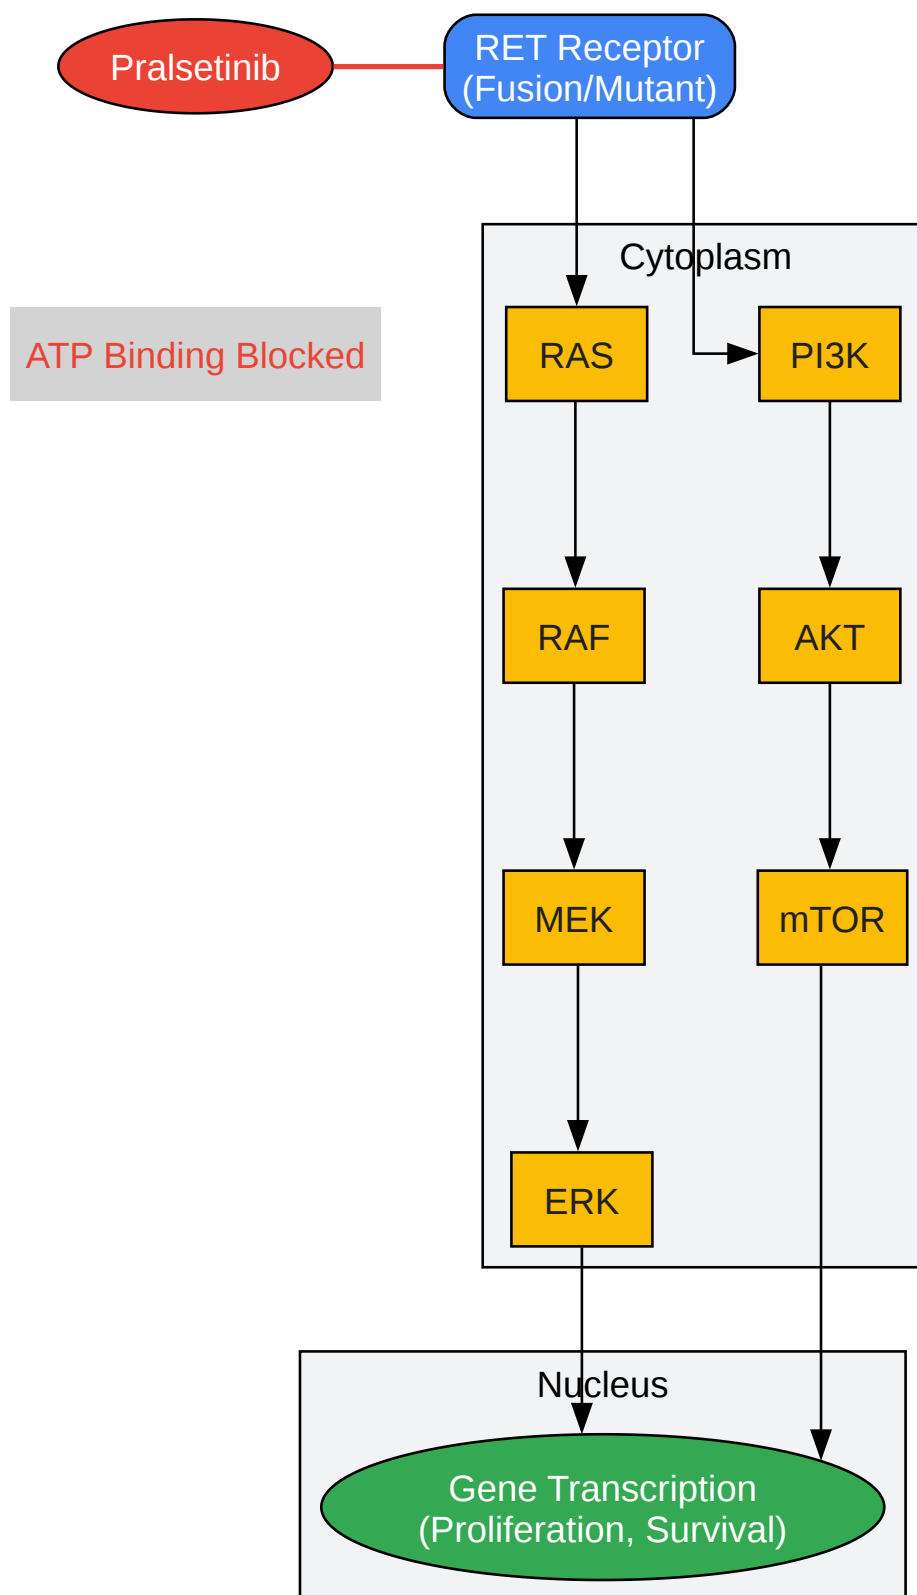 Pralsetinib
RET Receptor
(Fusion/Mutant)
Cytoplasm
ATP Binding Blocked
RAS
PI3K
RAF
AKT
MEK
mTOR
ERK
Nucleus
Gene Transcription
(Proliferation, Survival)